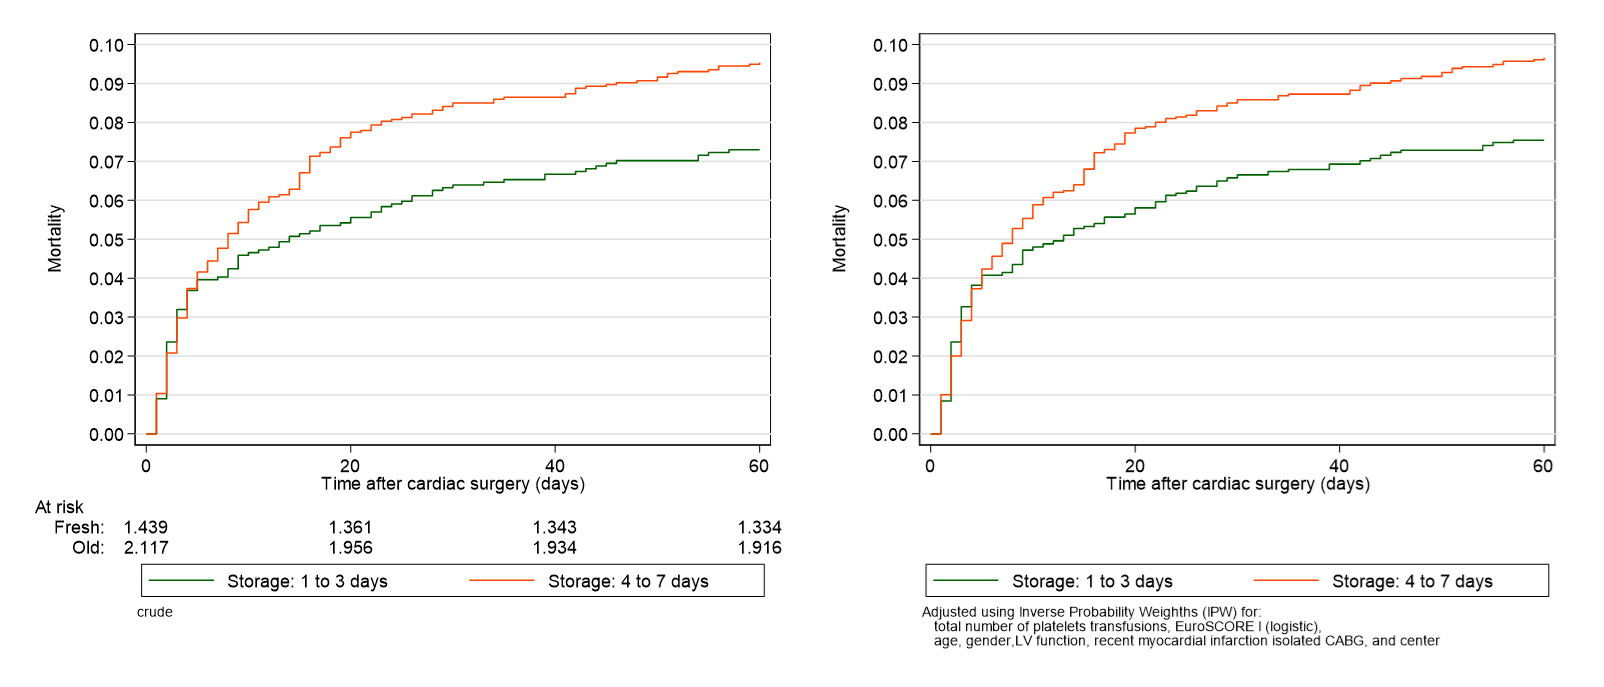 0.10
0.09
0.08
0.07
0.06
0.05
0.04
0.03
0.02
0.01
0.00
Mortality
0 20 40 60
Time after cardiac surgery (days)
At risk
Fresh: 1.439 1.361 1.343 1.334
Old: 2.117 1.956 1.934 1.916
Storage: 1 to 3 days Storage: 4 to 7 days
crude
0.10
0.09
0.08
0.07
0.06
0.05
0.04
0.03
0.02
0.01
0.00
Mortality
0 20 40 60
Time after cardiac surgery (days)
Storage: 1 to 3 days Storage: 4 to 7 days
Adjusted using Inverse Probability Weighths (IPW) for:
total number of platelets transfusions, EuroSCORE I (logistic),
age, gender,LV function, recent myocardial infarction isolated CABG, and center